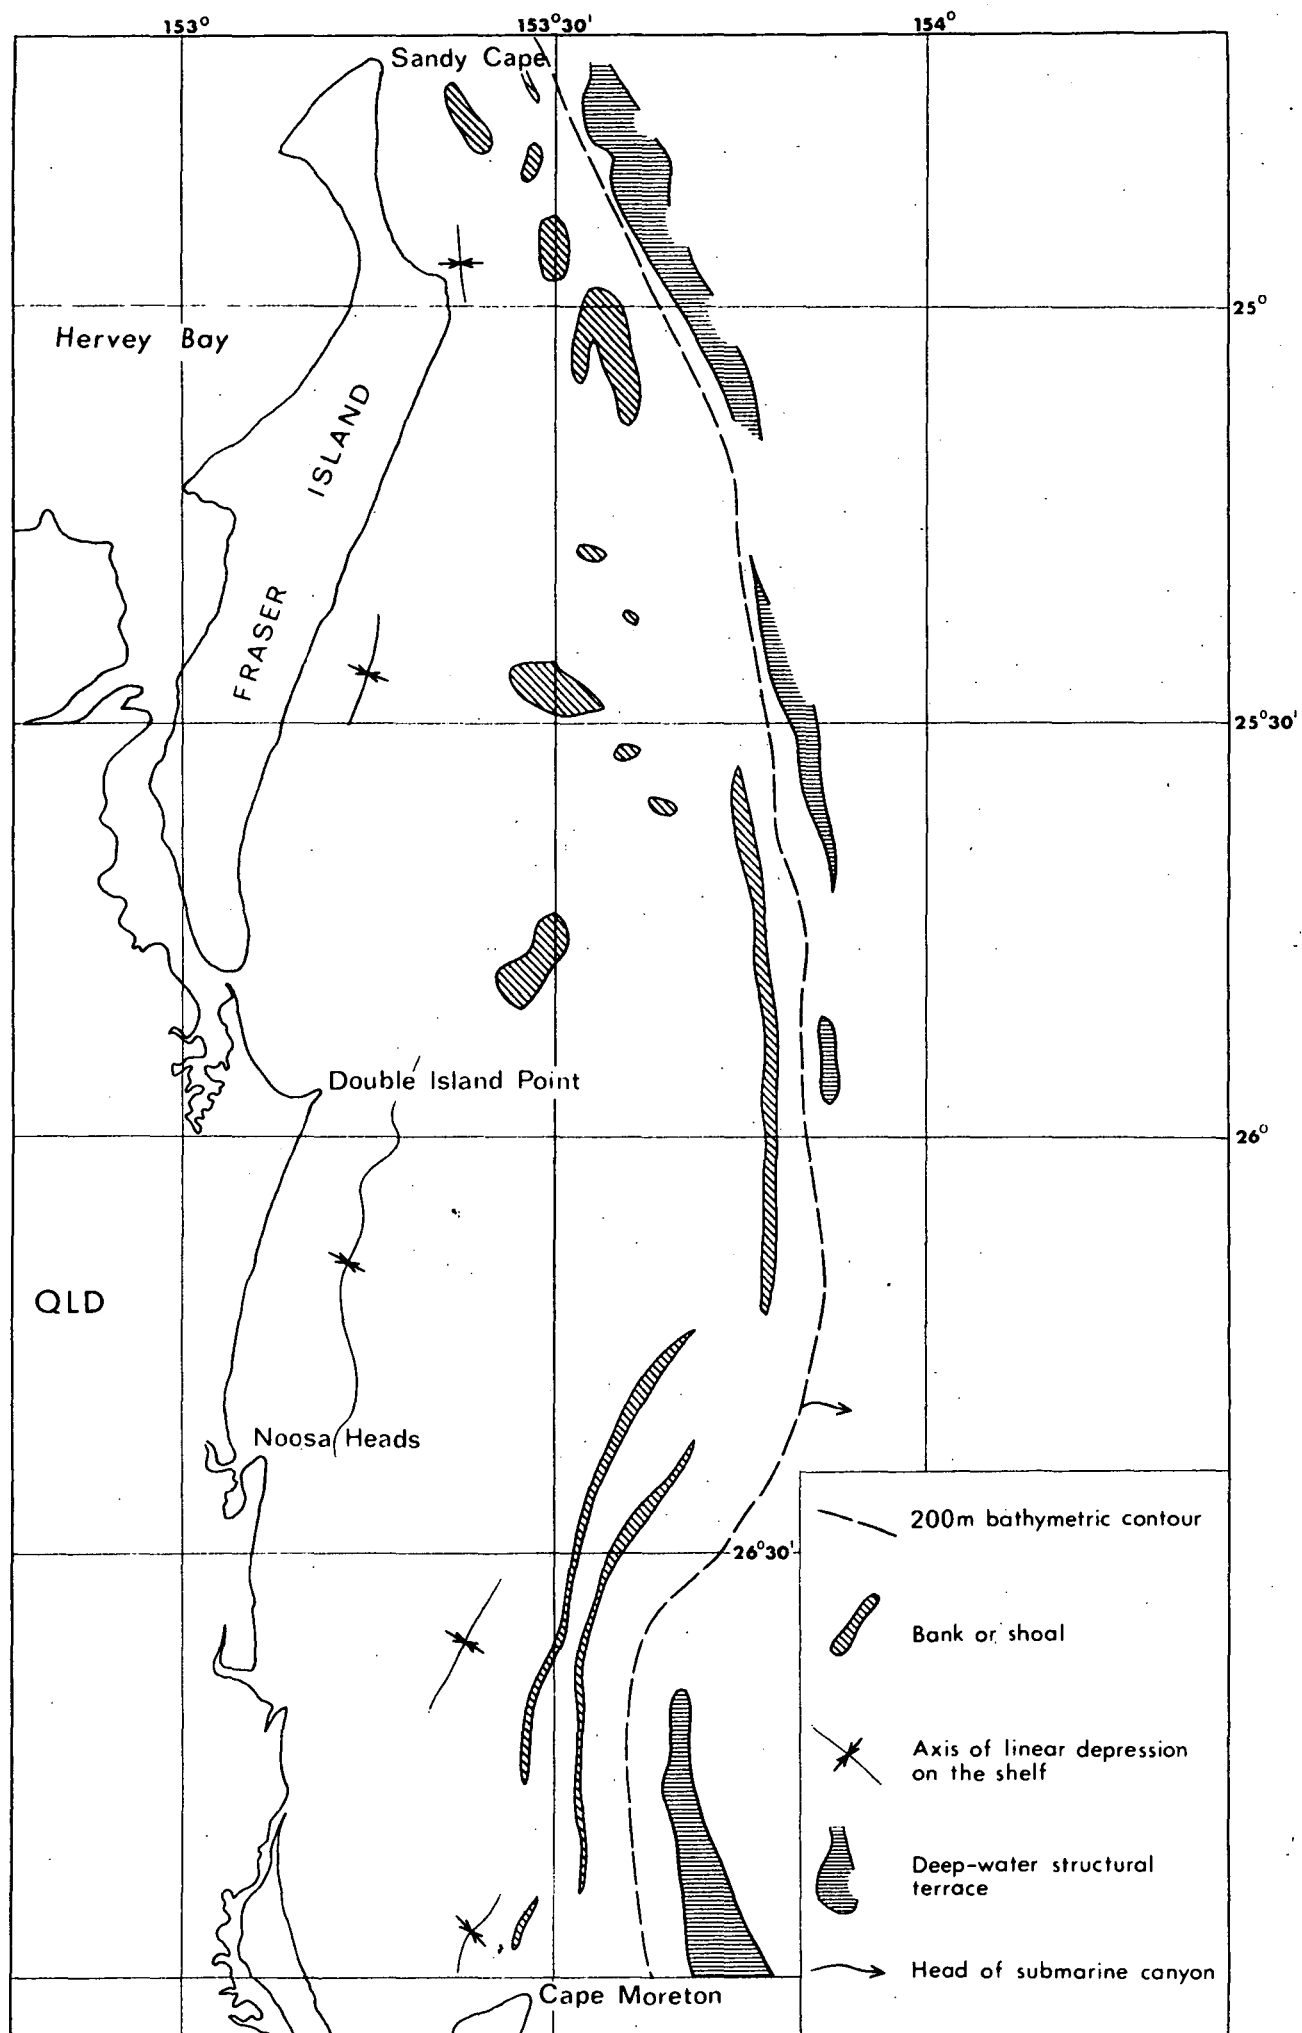 153°
153°30'
154°
Sandy Cape
25°
Hervey Bay
FRASER ISLAND
25°30'
Double Island Point
26°
QLD
Noosa Heads
26°30'
200m bathymetric contour
Bank or shoal
Axis of linear depression
on the shelf
Deep-water structural
terrace
Head of submarine canyon
Cape Moreton